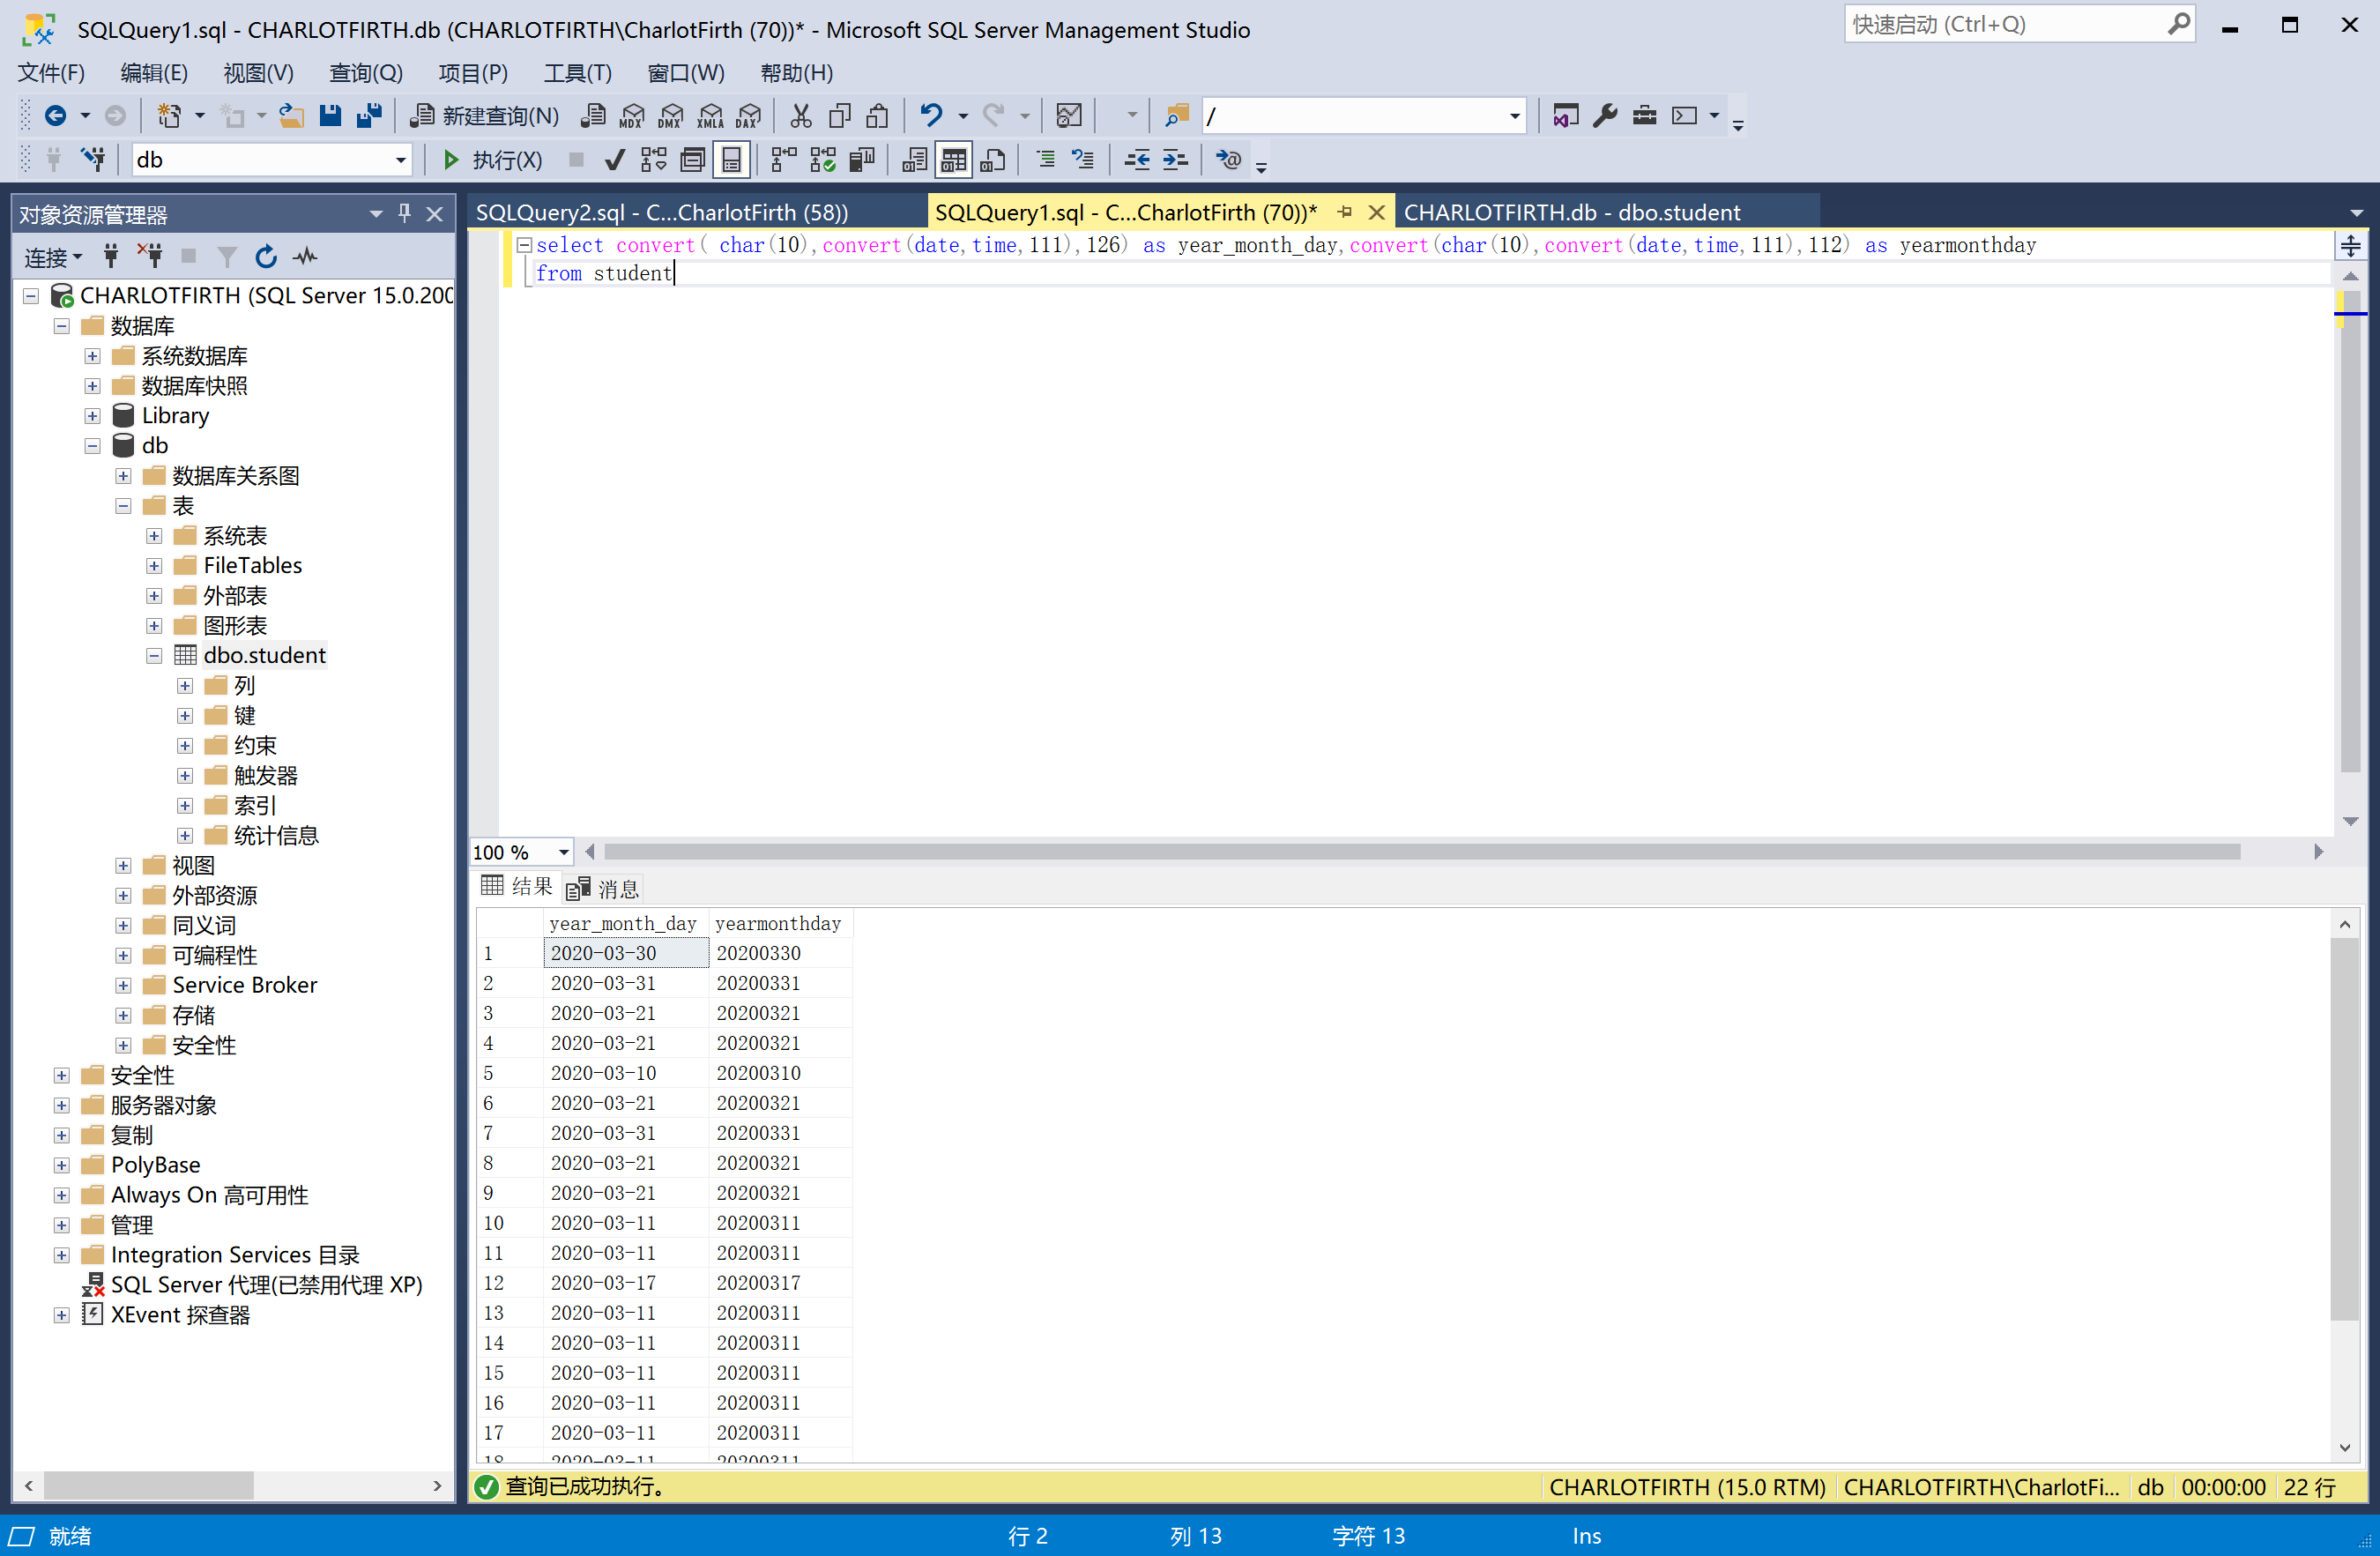 SQLQuery1.sql - CHARLOTFIRTH.db (CHARLOTFIRTH\CharlotFirth (70))* - Microsoft SQL Server Management Studio
快速启动 (Ctrl+Q)
文件(F) 编辑(E) 视图(V) 查询(Q) 项目(P) 工具(T) 窗口(W) 帮助(H)
新建查询(N) MDX DMX XMLA DAX /
db 执行(X)
对象资源管理器
连接
CHARLOTFIRTH (SQL Server 15.0.200
数据库
系统数据库
数据库快照
Library
db
数据库关系图
表
系统表
FileTables
外部表
图形表
dbo.student
列
键
约束
触发器
索引
统计信息
视图
外部资源
同义词
可编程性
Service Broker
存储
安全性
安全性
服务器对象
复制
PolyBase
Always On 高可用性
管理
Integration Services 目录
SQL Server 代理(已禁用代理 XP)
XEvent 探查器
SQLQuery2.sql - C...CharlotFirth (58)) SQLQuery1.sql - C...CharlotFirth (70))* CHARLOTFIRTH.db - dbo.student
select convert( char(10),convert(date,time,111),126) as year_month_day,convert(char(10),convert(date,time,111),112) as yearmonthday
from student
100 %
结果 消息
year_month_day yearmonthday
1 2020-03-30 20200330
2 2020-03-31 20200331
3 2020-03-21 20200321
4 2020-03-21 20200321
5 2020-03-10 20200310
6 2020-03-21 20200321
7 2020-03-31 20200331
8 2020-03-21 20200321
9 2020-03-21 20200321
10 2020-03-11 20200311
11 2020-03-11 20200311
12 2020-03-17 20200317
13 2020-03-11 20200311
14 2020-03-11 20200311
15 2020-03-11 20200311
16 2020-03-11 20200311
17 2020-03-11 20200311
18 2020-03-11 20200311
查询已成功执行。 CHARLOTFIRTH (15.0 RTM) CHARLOTFIRTH\CharlotFi... db 00:00:00 22 行
就绪 行 2 列 13 字符 13 Ins